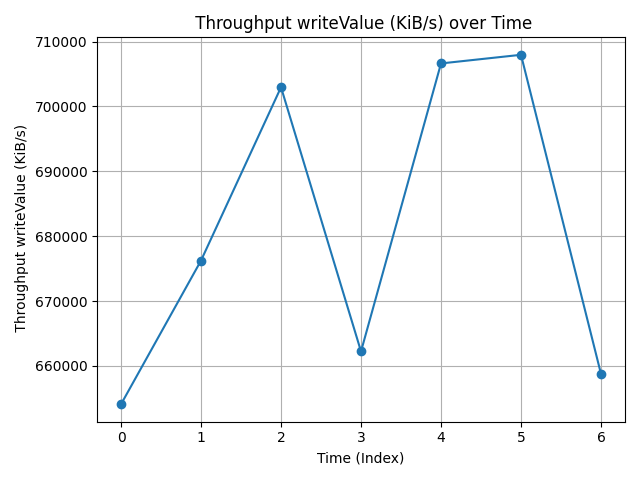 Throughput writeValue (KiB/s) over Time
710000
700000
690000
680000
670000
660000
Throughput writeValue (KiB/s)
0 1 2 3 4 5 6
Time (Index)